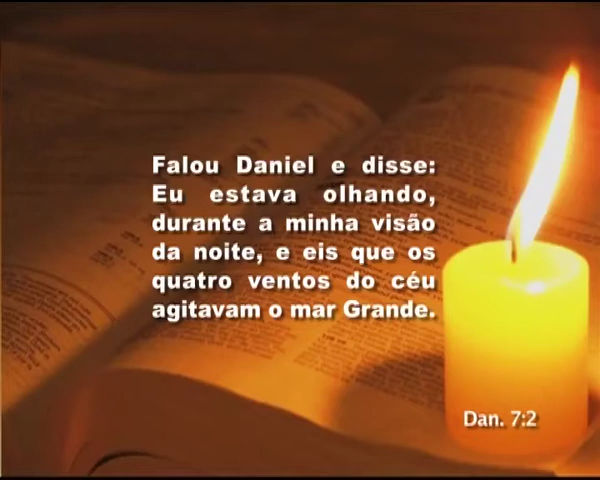 Falou Daniel e disse:
Eu estava olhando,
durante a minha visão
da noite, e eis que os
quatro ventos do céu
agitavam o mar Grande.
Dan. 7:2